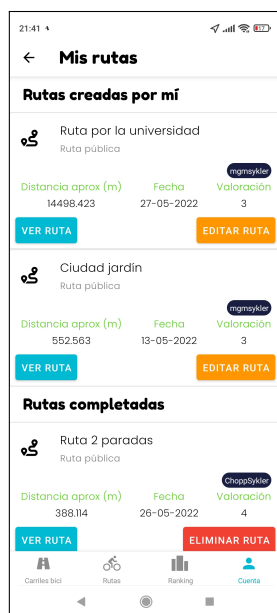 21:41
17
Mis rutas
Rutas creadas por mí
Ruta por la universidad
Ruta pública
mgmsykler
Distancia aprox (m) Fecha Valoración
14498.423 27-05-2022 3
VER RUTA EDITAR RUTA
Ciudad jardín
Ruta pública
mgmsykler
Distancia aprox (m) Fecha Valoración
552.563 13-05-2022 3
VER RUTA EDITAR RUTA
Rutas completadas
Ruta 2 paradas
Ruta pública
ChoppSykler
Distancia aprox (m) Fecha Valoración
388.114 26-05-2022 4
VER RUTA ELIMINAR RUTA
Carriles bici Rutas Ranking Cuenta